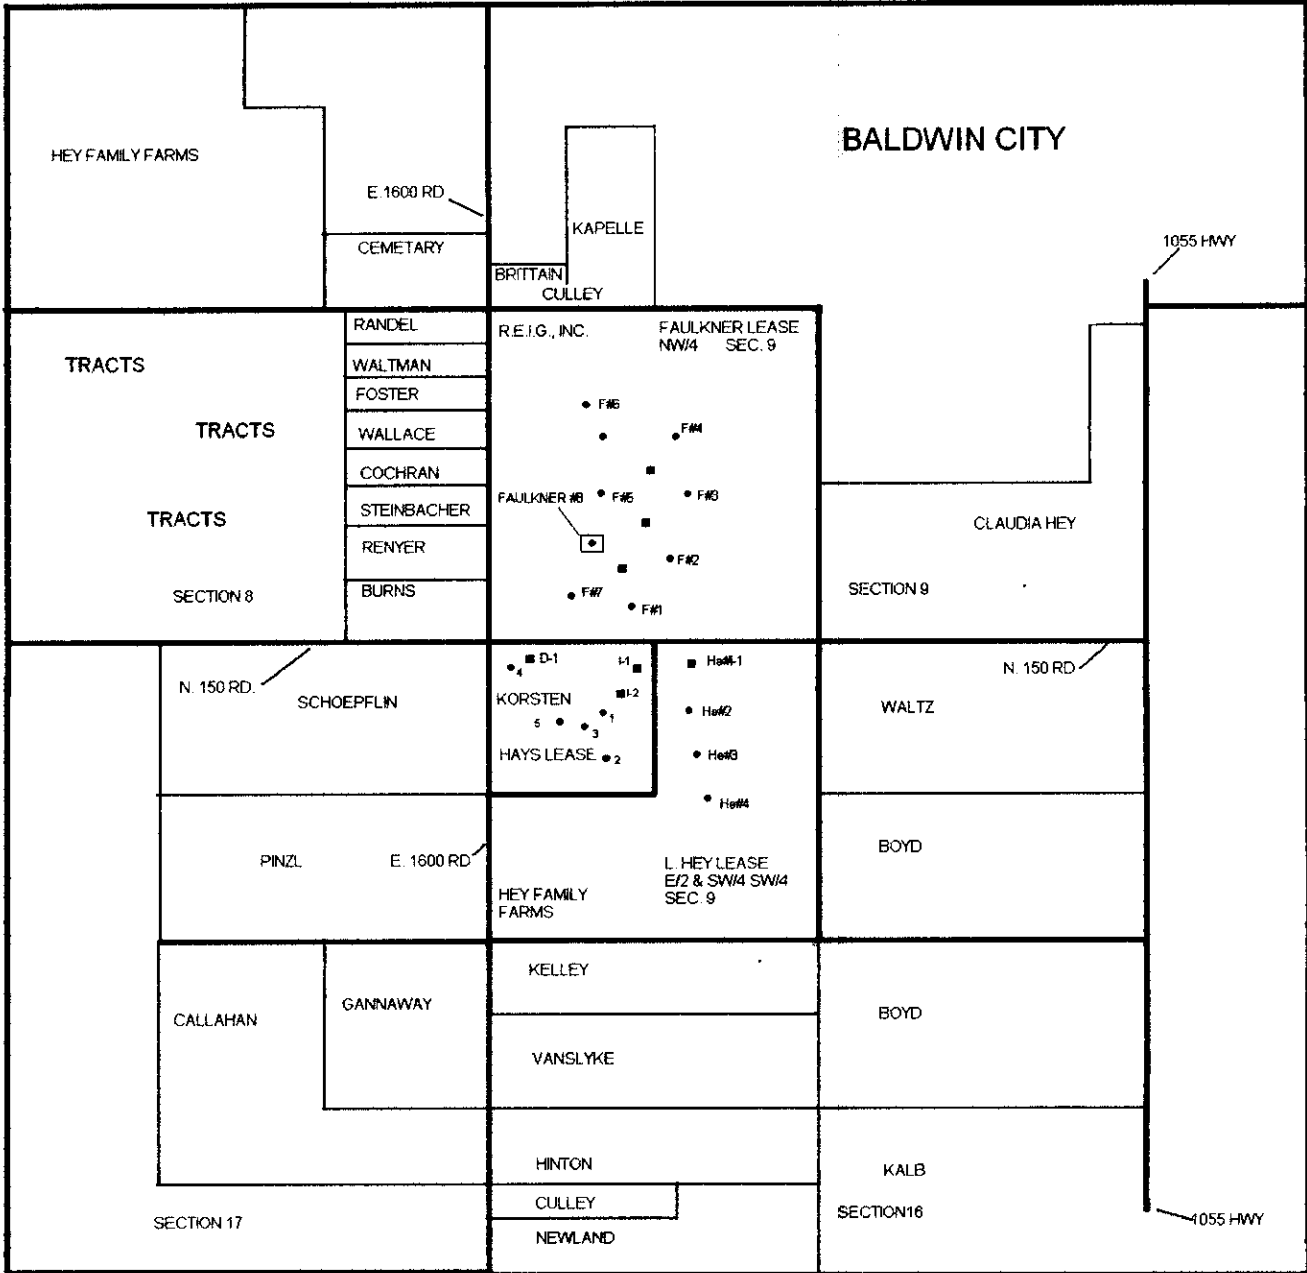 BALDWIN CITY
HEY FAMILY FARMS
E. 1600 RD
KAPELLE
CEMETARY
1055 HWY
BRITTAIN
CULLEY
RANDEL
R.E.I.G., INC.
FAULKNER LEASE
NW/4 SEC. 9
TRACTS
WALTMAN
FOSTER
F#6
TRACTS
WALLACE
F#4
COCHRAN
FAULKNER #8
F#5
F#3
STEINBACHER
TRACTS
CLAUDIA HEY
RENYER
F#2
SECTION 8
BURNS
F#7
F#1
SECTION 9
D-1
I-1
He#I-1
4
N. 150 RD.
N. 150 RD
SCHOEPFLIN
KORSTEN
I-2
He#2
WALTZ
5
1
3
HAYS LEASE
2
He#3
He#4
PINZL
E. 1600 RD
BOYD
L. HEY LEASE
E/2 & SW/4 SW/4
SEC. 9
HEY FAMILY
FARMS
KELLEY
CALLAHAN
GANNAWAY
BOYD
VANSLYKE
HINTON
KALB
CULLEY
SECTION16
SECTION 17
NEWLAND
1055 HWY